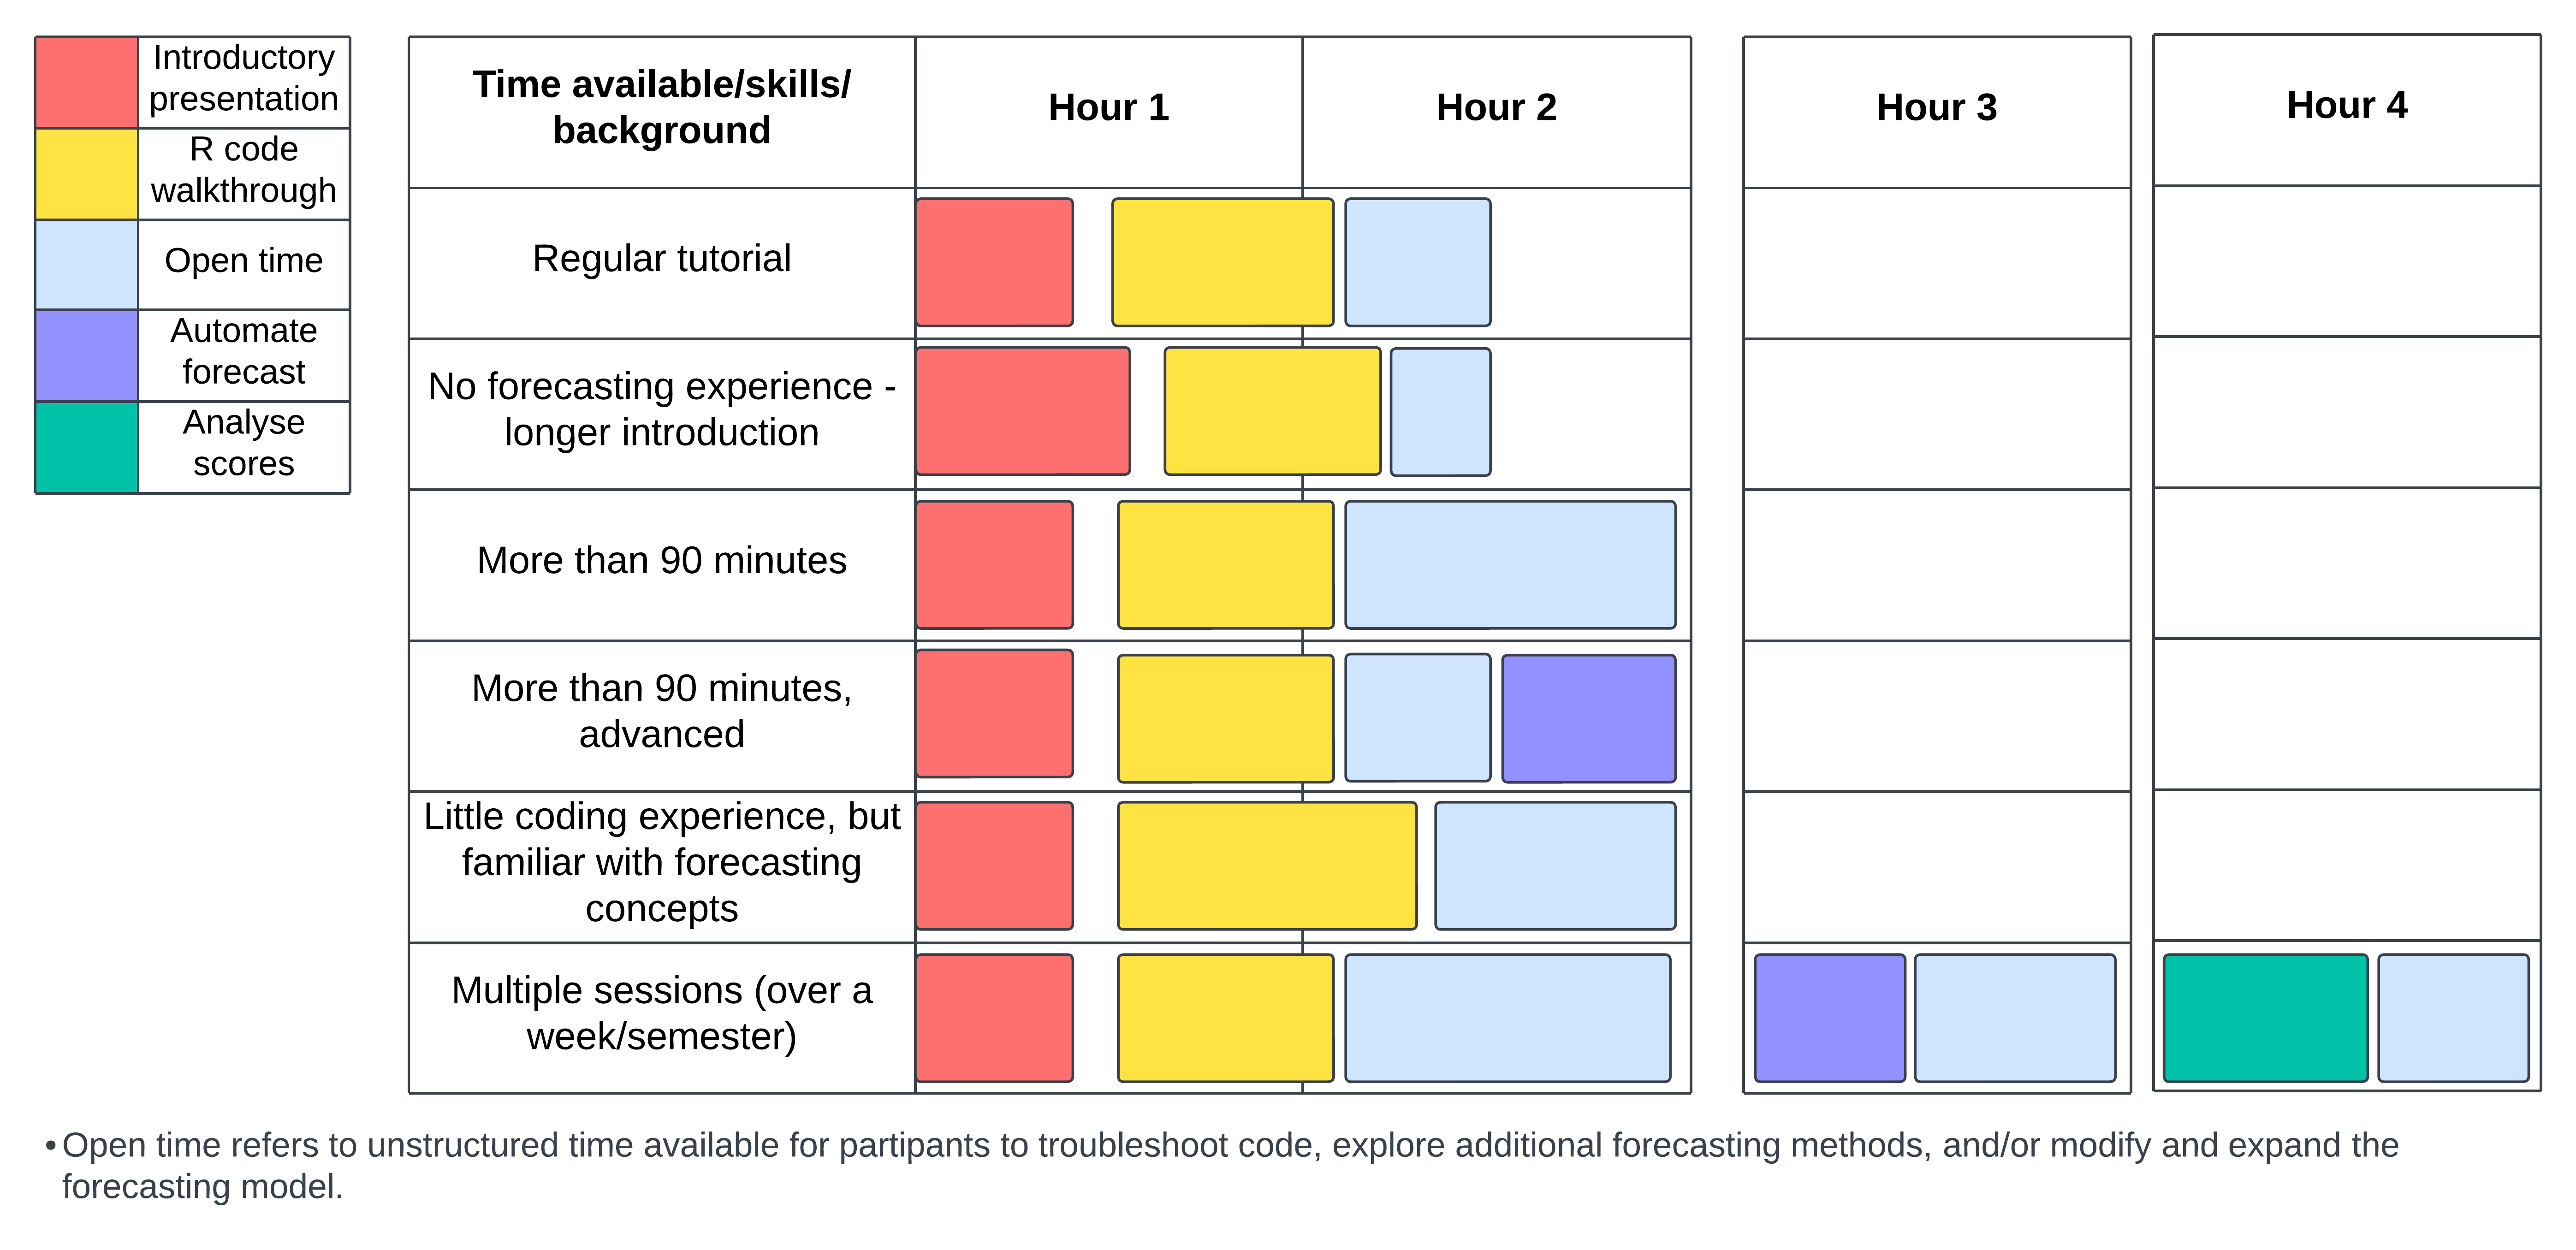 Introductory
presentation
R code
walkthrough
Open time
Automate
forecast
Analyse
scores
Time available/skills/
background
Hour 1
Hour 2
Hour 3
Hour 4
Regular tutorial
No forecasting experience -
longer introduction
More than 90 minutes
More than 90 minutes,
advanced
Little coding experience, but
familiar with forecasting
concepts
Multiple sessions (over a
week/semester)
• Open time refers to unstructured time available for partipants to troubleshoot code, explore additional forecasting methods, and/or modify and expand the
forecasting model.